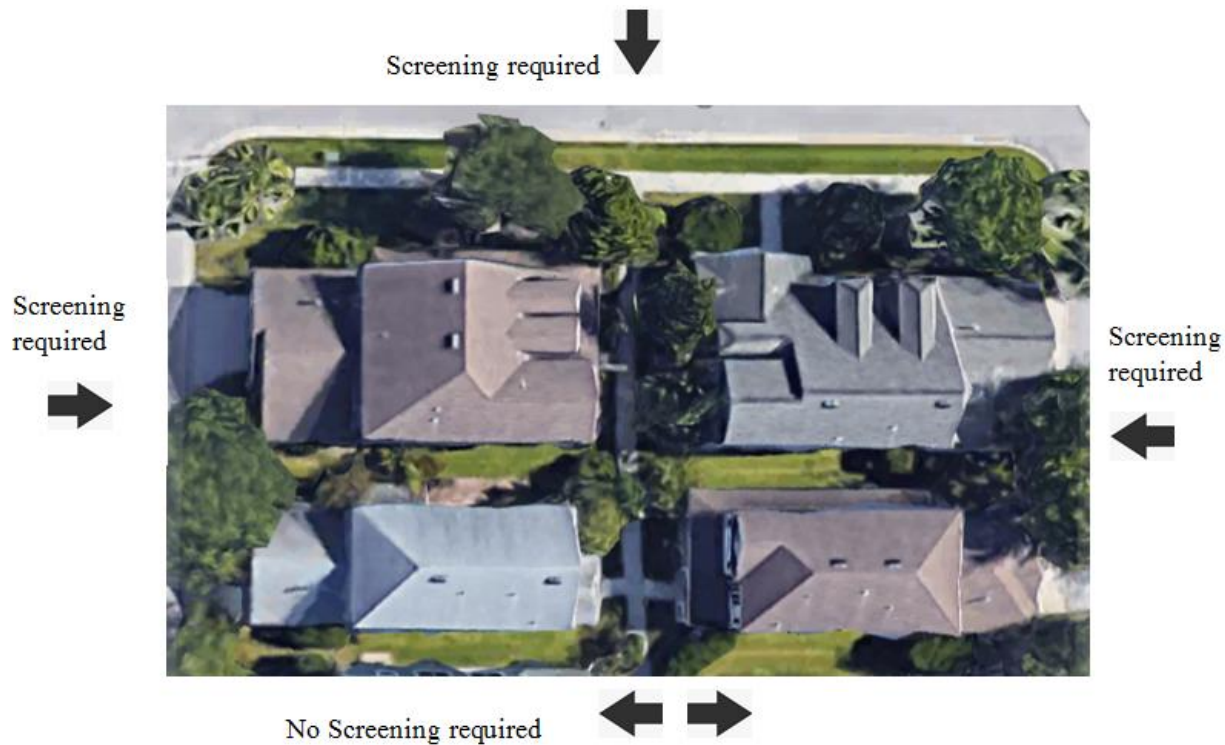 Screening required
Screening
required
Screening
required
No Screening required